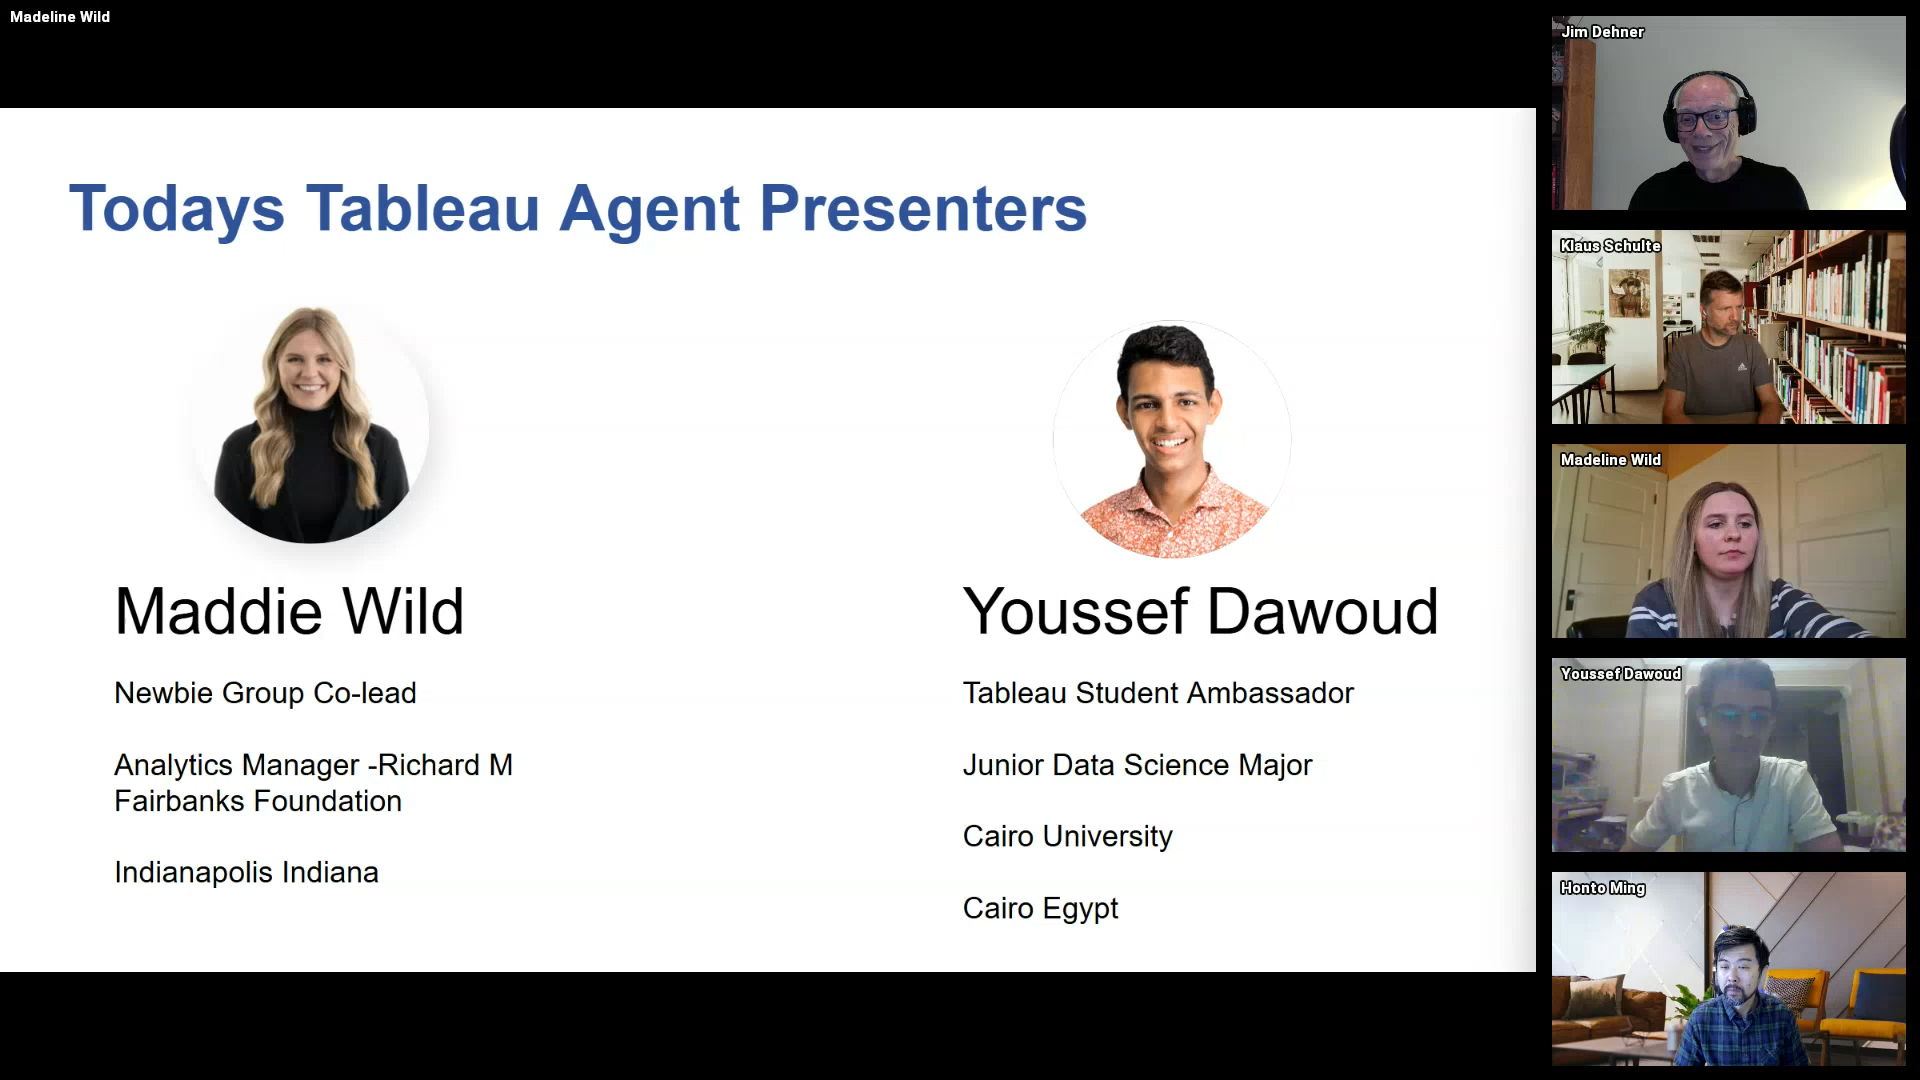 Madeline Wild
Todays Tableau Agent Presenters
Maddie Wild
Newbie Group Co-lead
Analytics Manager -Richard M
Fairbanks Foundation
Indianapolis Indiana
Youssef Dawoud
Tableau Student Ambassador
Junior Data Science Major
Cairo University
Cairo Egypt
Jim Dehner
Klaus Schulte
Madeline Wild
Youssef Dawoud
Honto Ming